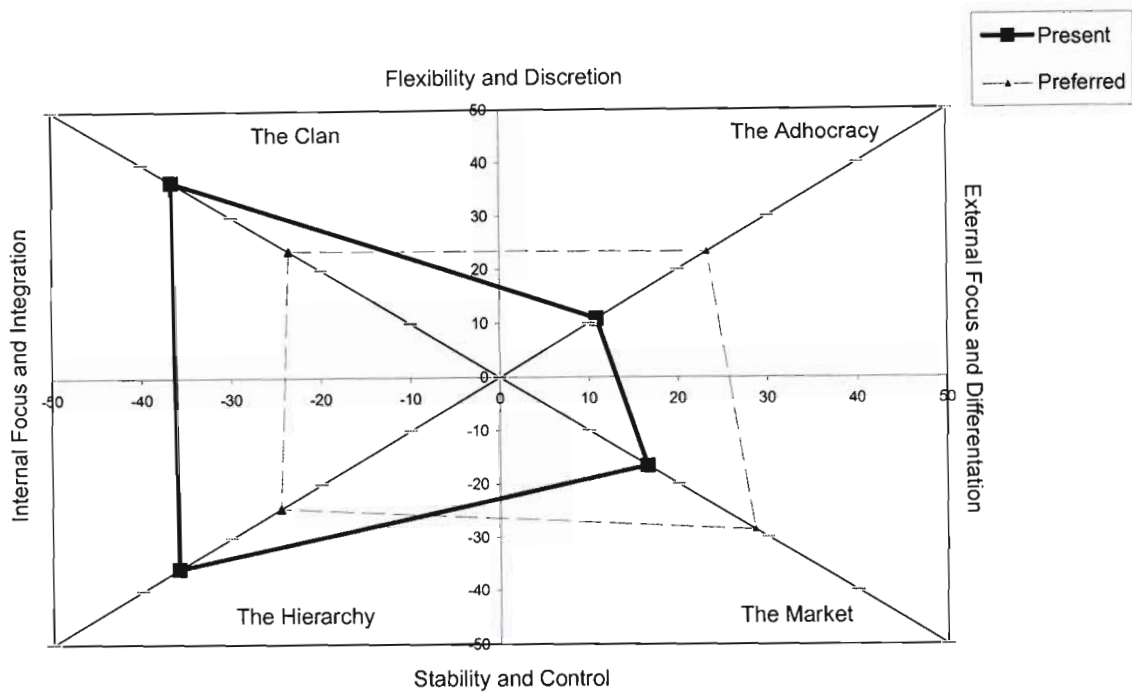 Present
Preferred
Flexibility and Discretion
50
The Clan
The Adhocracy
40
30
20
10
0
-50
-40
-30
-20
-10
0
10
20
30
40
50
-10
-20
-30
-40
-50
The Hierarchy
The Market
Stability and Control
Internal Focus and Integration
External Focus and Differentation